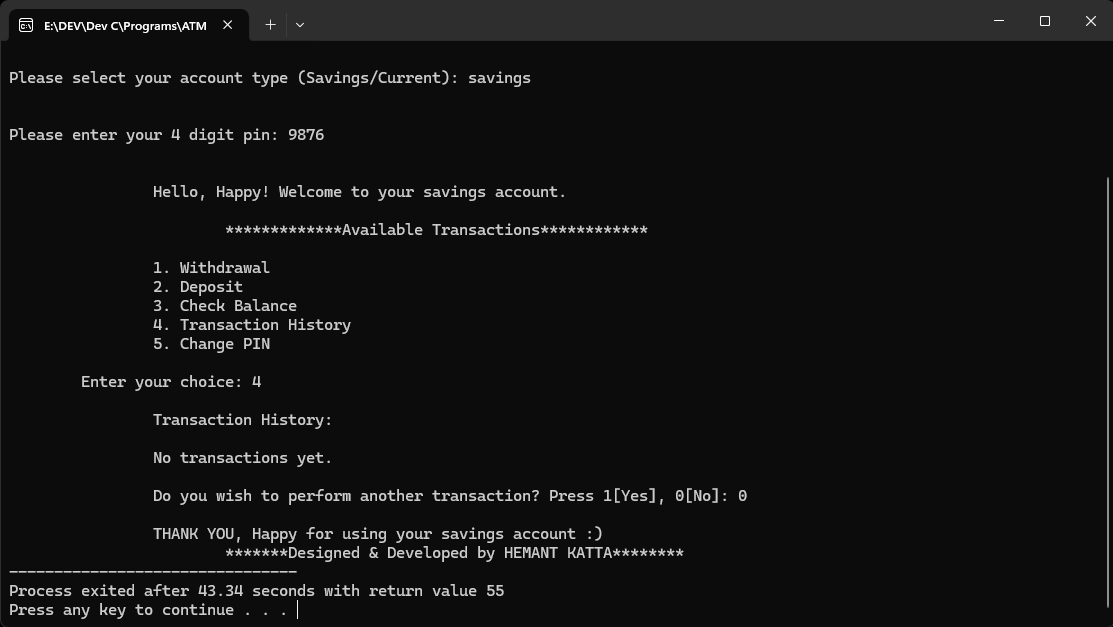 E:\DEV\Dev C\Programs\ATM
Please select your account type (Savings/Current): savings
Please enter your 4 digit pin: 9876
Hello, Happy! Welcome to your savings account.
*************Available Transactions************
1. Withdrawal
2. Deposit
3. Check Balance
4. Transaction History
5. Change PIN
Enter your choice: 4
Transaction History:
No transactions yet.
Do you wish to perform another transaction? Press 1[Yes], 0[No]: 0
THANK YOU, Happy for using your savings account :)
*******Designed & Developed by HEMANT KATTA********
--------------------------------
Process exited after 43.34 seconds with return value 55
Press any key to continue . . .